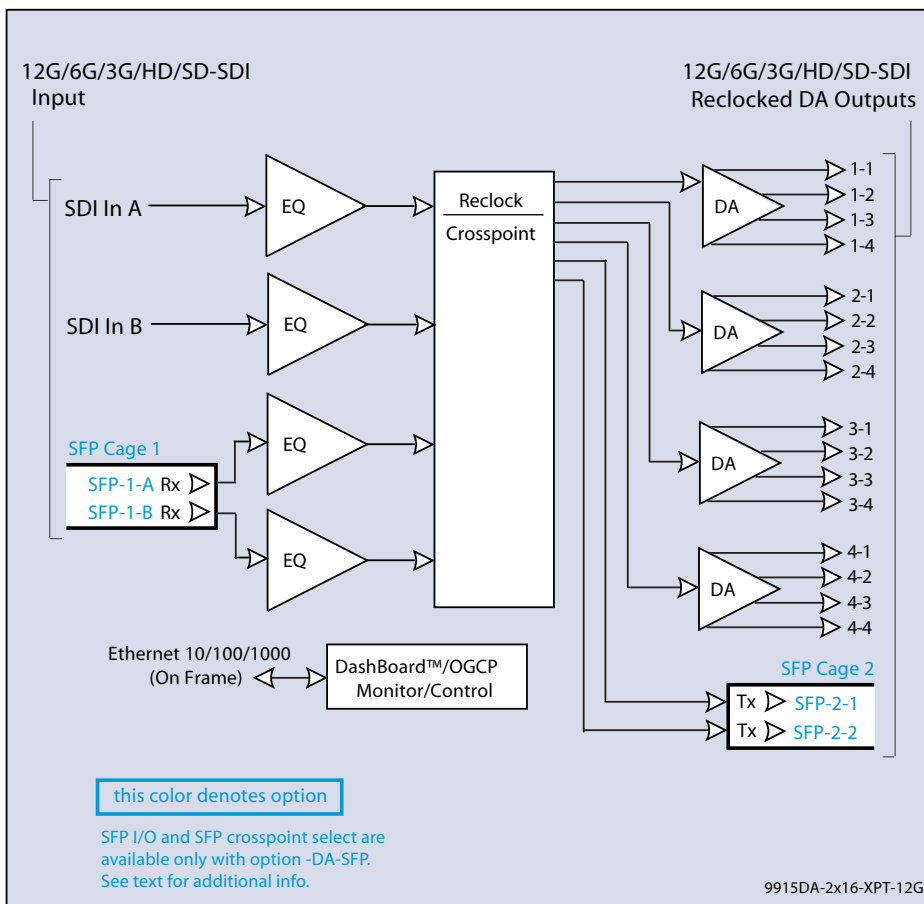 12G/6G/3G/HD/SD-SDI
Input
12G/6G/3G/HD/SD-SDI
Reclocked DA Outputs
SDI In A
EQ
Reclock
Crosspoint
DA
1-1
1-2
1-3
1-4
SDI In B
EQ
DA
2-1
2-2
2-3
2-4
SFP Cage 1
SFP-1-A Rx
SFP-1-B Rx
EQ
EQ
DA
3-1
3-2
3-3
3-4
DA
4-1
4-2
4-3
4-4
Ethernet 10/100/1000
(On Frame)
DashBoard™/OGCP
Monitor/Control
SFP Cage 2
Tx SFP-2-1
Tx SFP-2-2
this color denotes option
SFP I/O and SFP crosspoint select are
available only with option -DA-SFP.
See text for additional info.
9915DA-2x16-XPT-12G